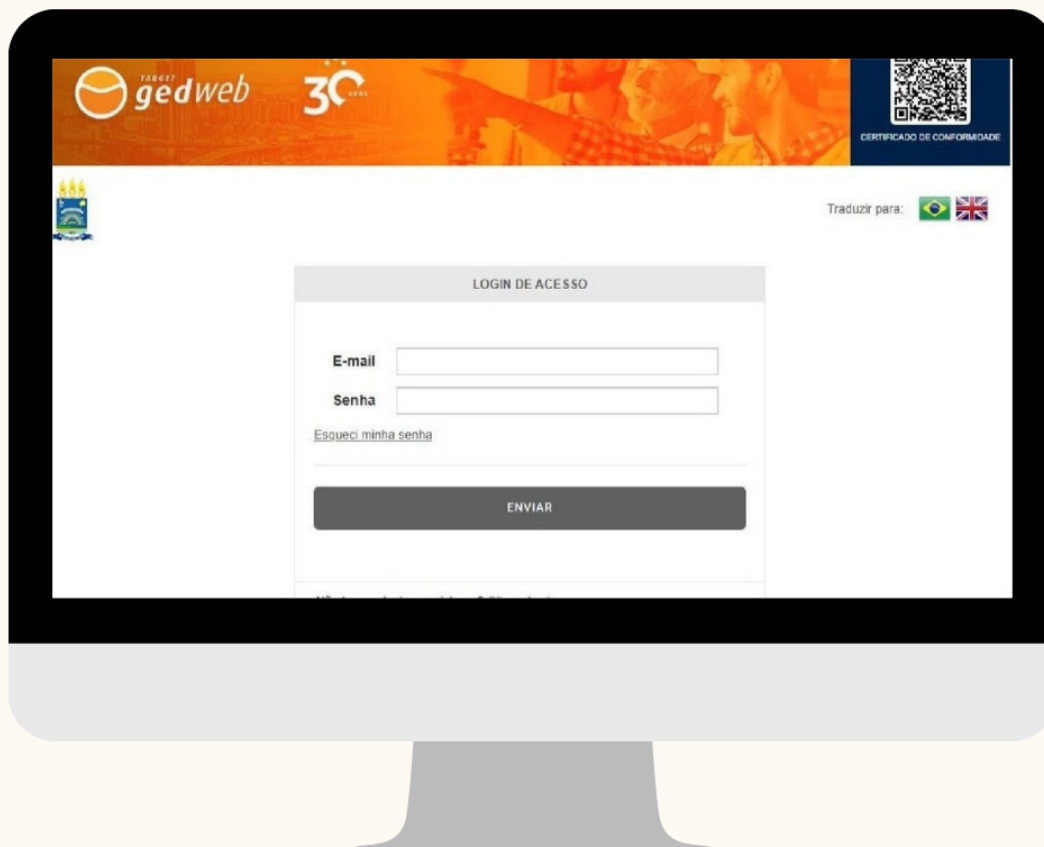 TARGET
gedweb
30
ANOS
CERTIFICADO DE CONFORMIDADE
Traduzir para:
LOGIN DE ACESSO
E-mail
Senha
Esqueci minha senha
ENVIAR